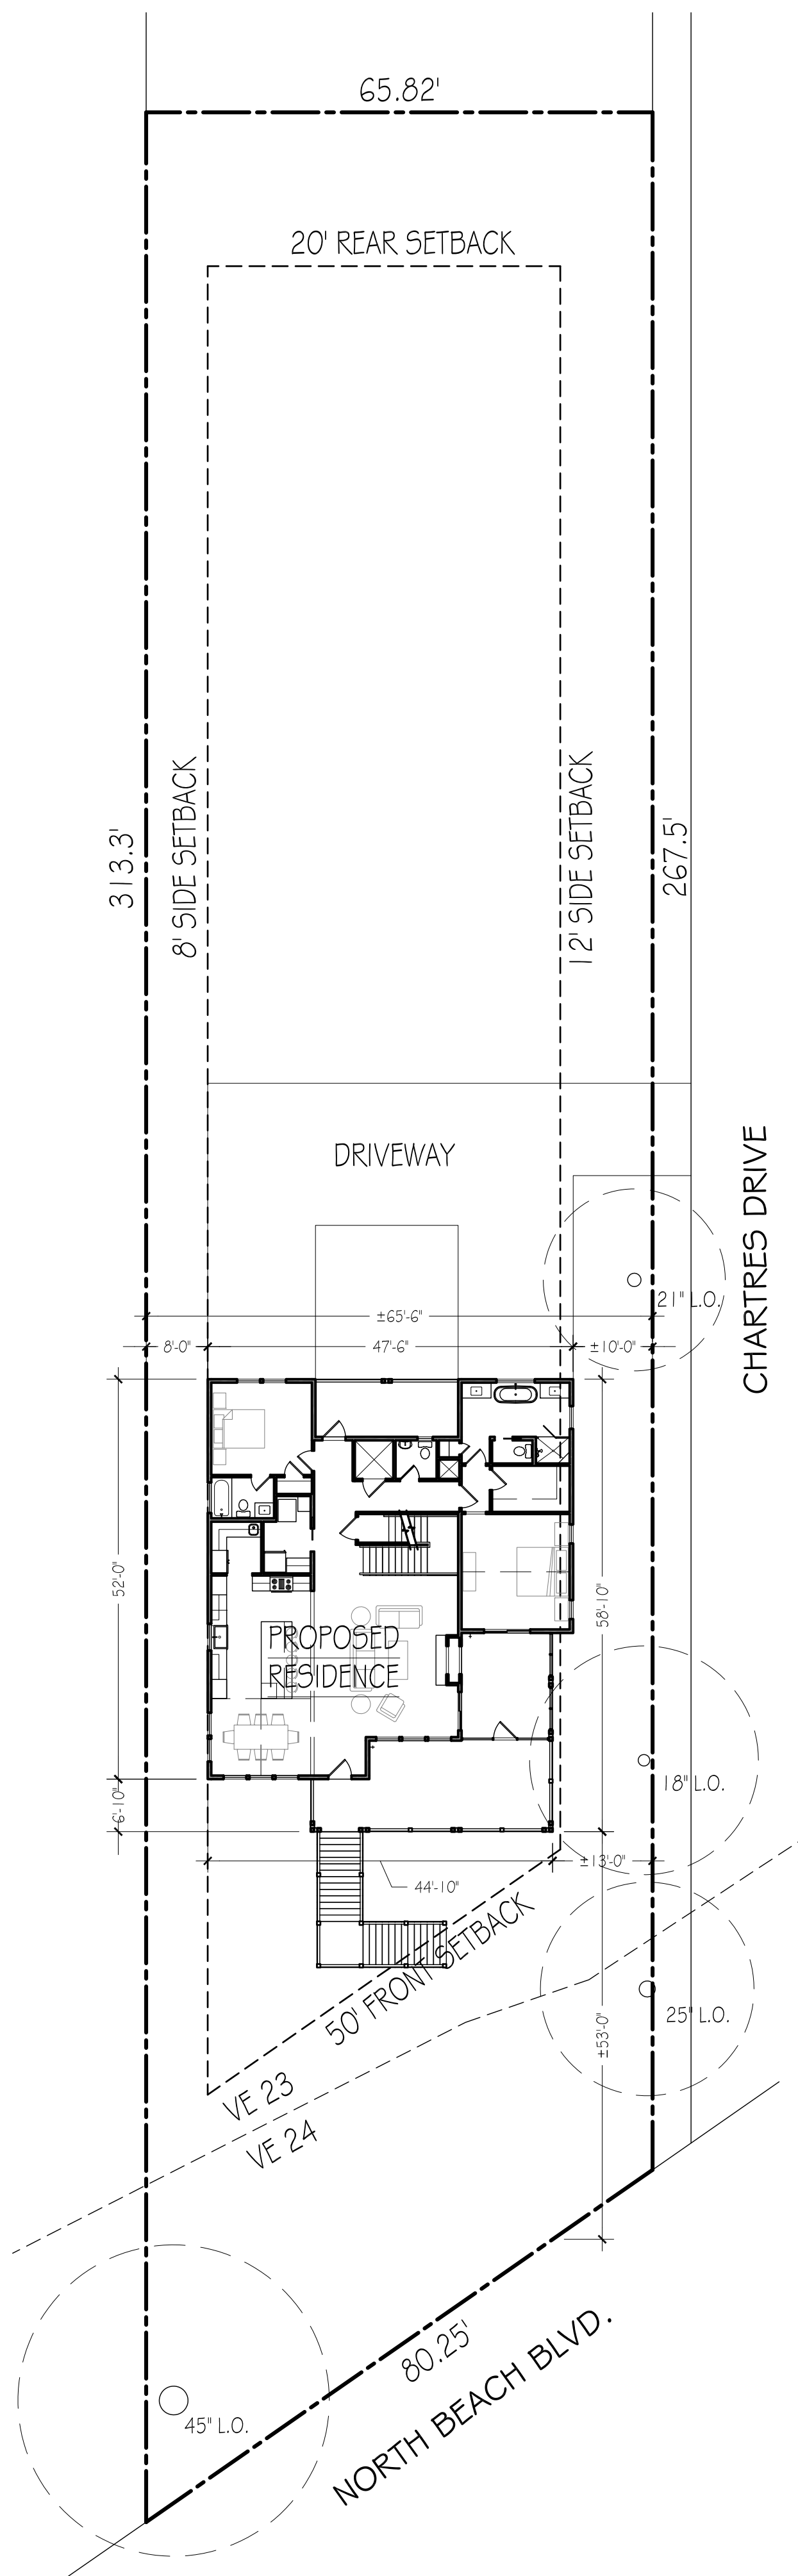 65.82'
20' REAR SETBACK
313.3'
8' SIDE SETBACK
12' SIDE SETBACK
267.5'
DRIVEWAY
CHARTRES DRIVE
21" L.O.
±65'-6"
8'-0"
47'-6"
±10'-0"
52'-0"
58'-10"
PROPOSED
RESIDENCE
6'-10"
18" L.O.
±13'-0"
44'-10"
50' FRONT SETBACK
25" L.O.
±53'-0"
VE 23
VE 24
80.25'
NORTH BEACH BLVD.
45" L.O.